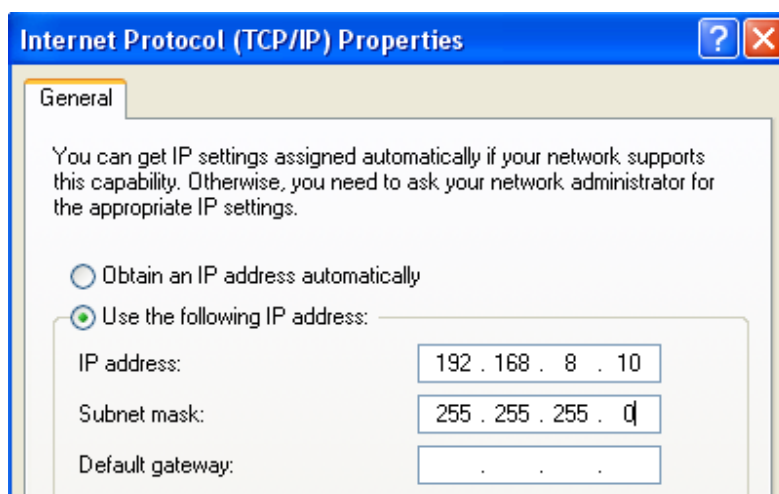 Internet Protocol (TCP/IP) Properties
General
You can get IP settings assigned automatically if your network supports
this capability. Otherwise, you need to ask your network administrator for
the appropriate IP settings.
Obtain an IP address automatically
Use the following IP address:
IP address: 192 . 168 . 8 . 10
Subnet mask: 255 . 255 . 255 . 0
Default gateway: . . .